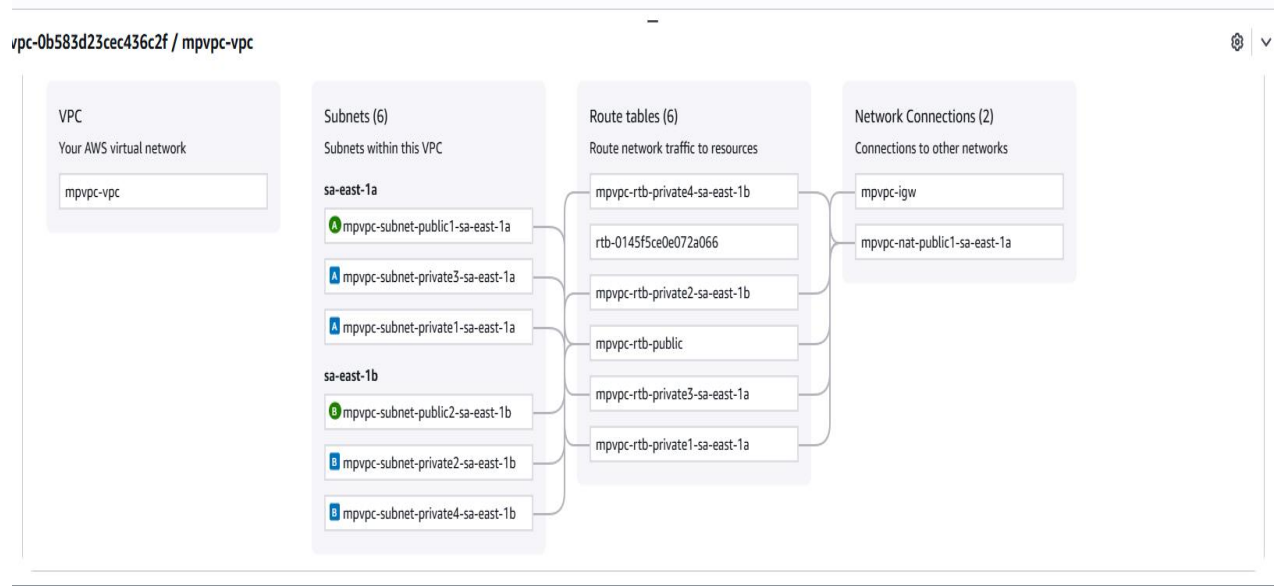 vpc-0b583d23cec436c2f / mpvpc-vpc
VPC
Your AWS virtual network
mpvpc-vpc
Subnets (6)
Subnets within this VPC
sa-east-1a
A mpvpc-subnet-public1-sa-east-1a
A mpvpc-subnet-private3-sa-east-1a
A mpvpc-subnet-private1-sa-east-1a
sa-east-1b
B mpvpc-subnet-public2-sa-east-1b
B mpvpc-subnet-private2-sa-east-1b
B mpvpc-subnet-private4-sa-east-1b
Route tables (6)
Route network traffic to resources
mpvpc-rtb-private4-sa-east-1b
rtb-0145f5ce0e072a066
mpvpc-rtb-private2-sa-east-1b
mpvpc-rtb-public
mpvpc-rtb-private3-sa-east-1a
mpvpc-rtb-private1-sa-east-1a
Network Connections (2)
Connections to other networks
mpvpc-igw
mpvpc-nat-public1-sa-east-1a